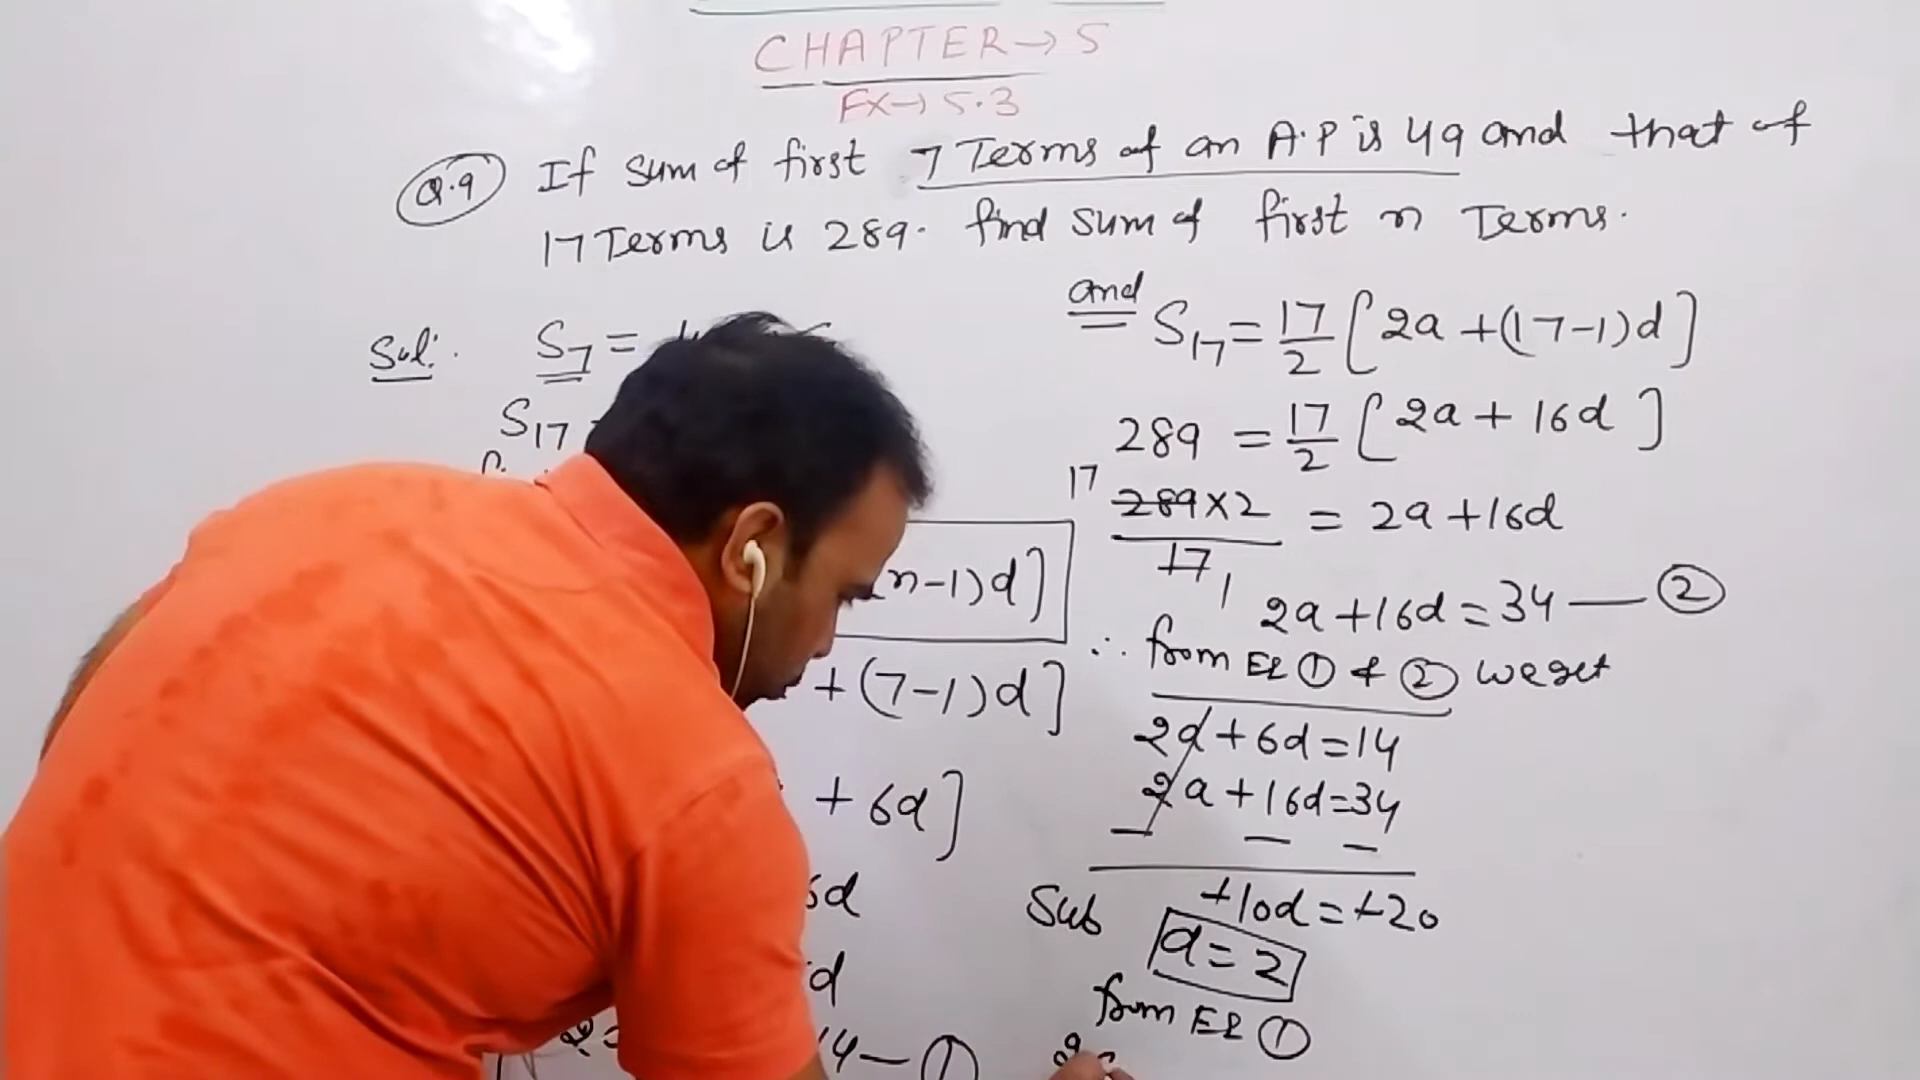 CHAPTER → 5
EX → 5.3
Q.9 If sum of first 7 Terms of an A.P is 49 and that of
17 Terms is 289. find sum of first n Terms.
Sol:
S₇ =
S₁₇
n-1)d]
+ (7-1)d]
+ 6d]
6d
d
14 — ①
and S₁₇ = 17/2 [2a + (17-1)d]
289 = 17/2 [2a + 16d]
17
289×2/17 = 2a + 16d
1
2a + 16d = 34 — ②
∴ from EQ ① & ② we get
2a + 6d = 14
2a + 16d = 34
— — —
Sub +10d = +20
d = 2
from EQ ①